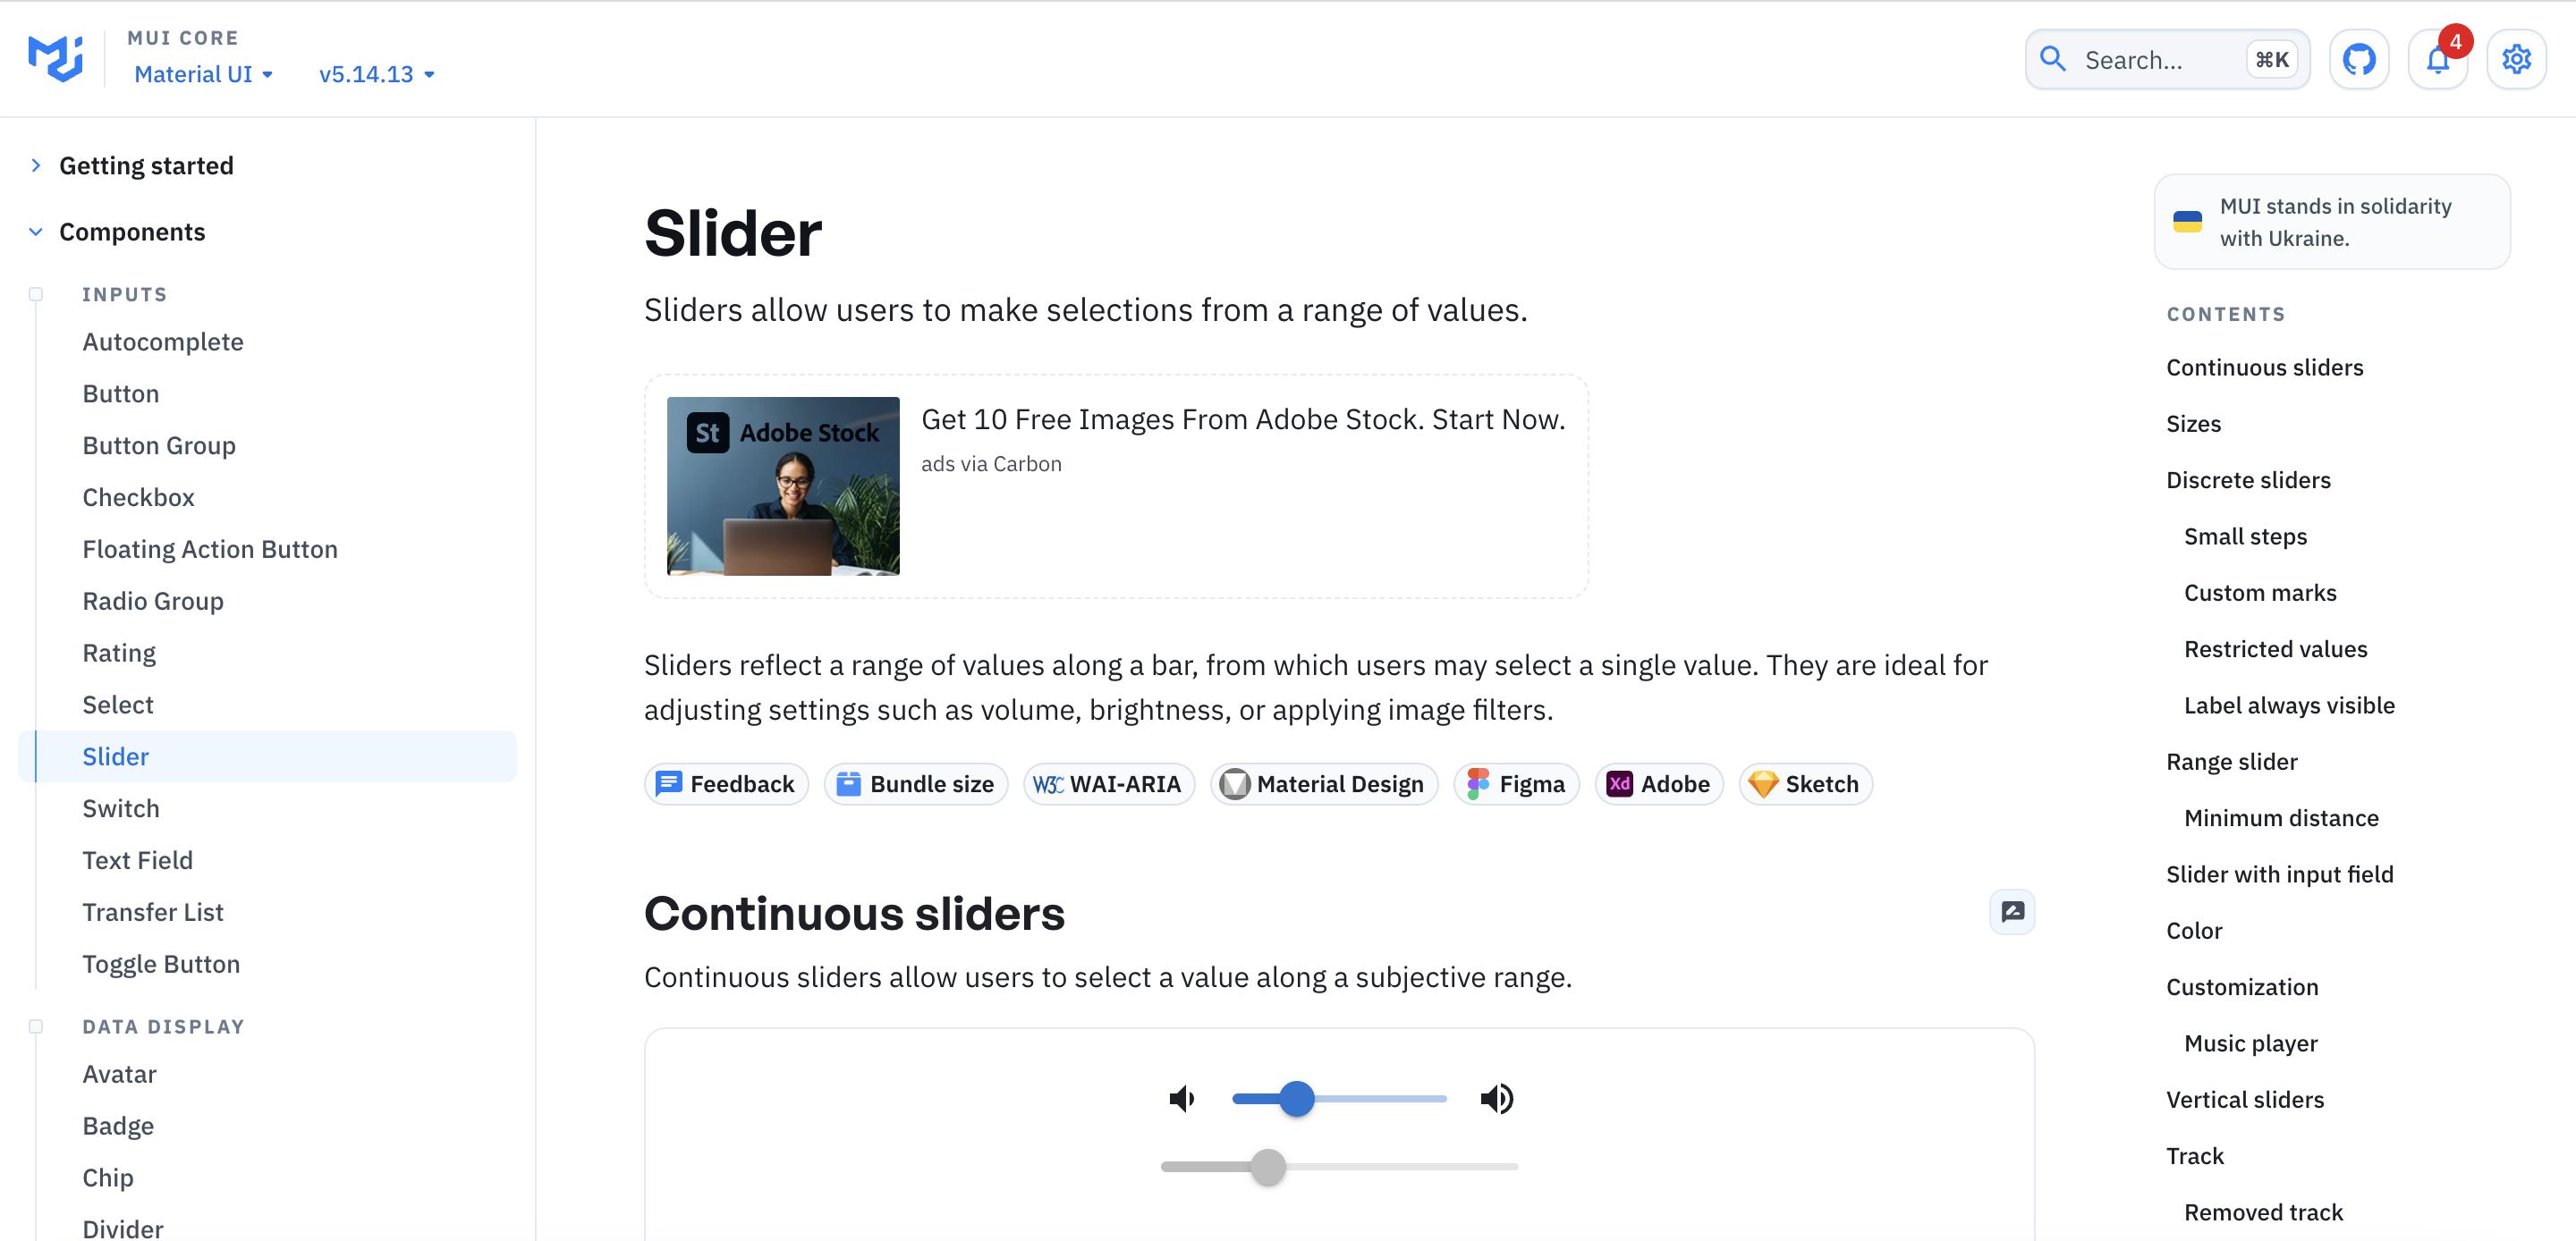 MUI CORE
Material UI
v5.14.13
Search...
⌘K
4
Getting started
Components
INPUTS
Autocomplete
Button
Button Group
Checkbox
Floating Action Button
Radio Group
Rating
Select
Slider
Switch
Text Field
Transfer List
Toggle Button
DATA DISPLAY
Avatar
Badge
Chip
Divider
Slider
Sliders allow users to make selections from a range of values.
St Adobe Stock
Get 10 Free Images From Adobe Stock. Start Now.
ads via Carbon
Sliders reflect a range of values along a bar, from which users may select a single value. They are ideal for
adjusting settings such as volume, brightness, or applying image filters.
Feedback
Bundle size
W3C WAI-ARIA
Material Design
Figma
Xd Adobe
Sketch
Continuous sliders
Continuous sliders allow users to select a value along a subjective range.
MUI stands in solidarity
with Ukraine.
CONTENTS
Continuous sliders
Sizes
Discrete sliders
Small steps
Custom marks
Restricted values
Label always visible
Range slider
Minimum distance
Slider with input field
Color
Customization
Music player
Vertical sliders
Track
Removed track